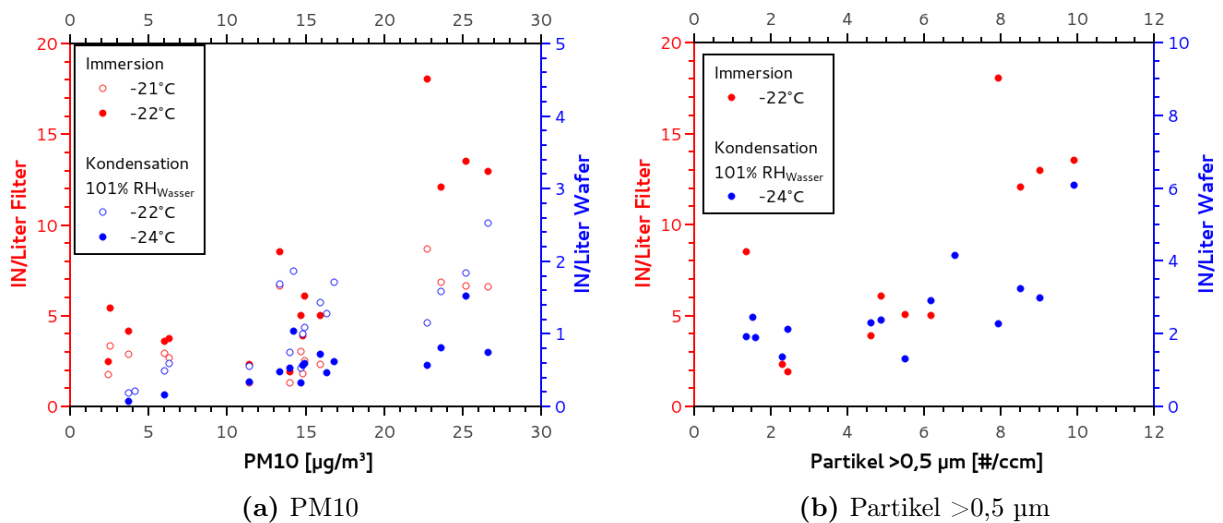 0 5 10 15 20 25 30
20
15
10
5
0
IN/Liter Filter
Immersion
-21°C
-22°C
Kondensation
101% RH_Wasser
-22°C
-24°C
5
4
3
2
1
0
IN/Liter Wafer
0 5 10 15 20 25 30
PM10 [µg/m³]
(a) PM10
0 2 4 6 8 10 12
20
15
10
5
0
IN/Liter Filter
Immersion
-22°C
Kondensation
101% RH_Wasser
-24°C
10
8
6
4
2
0
IN/Liter Wafer
0 2 4 6 8 10 12
Partikel >0,5 µm [#/ccm]
(b) Partikel >0,5 µm